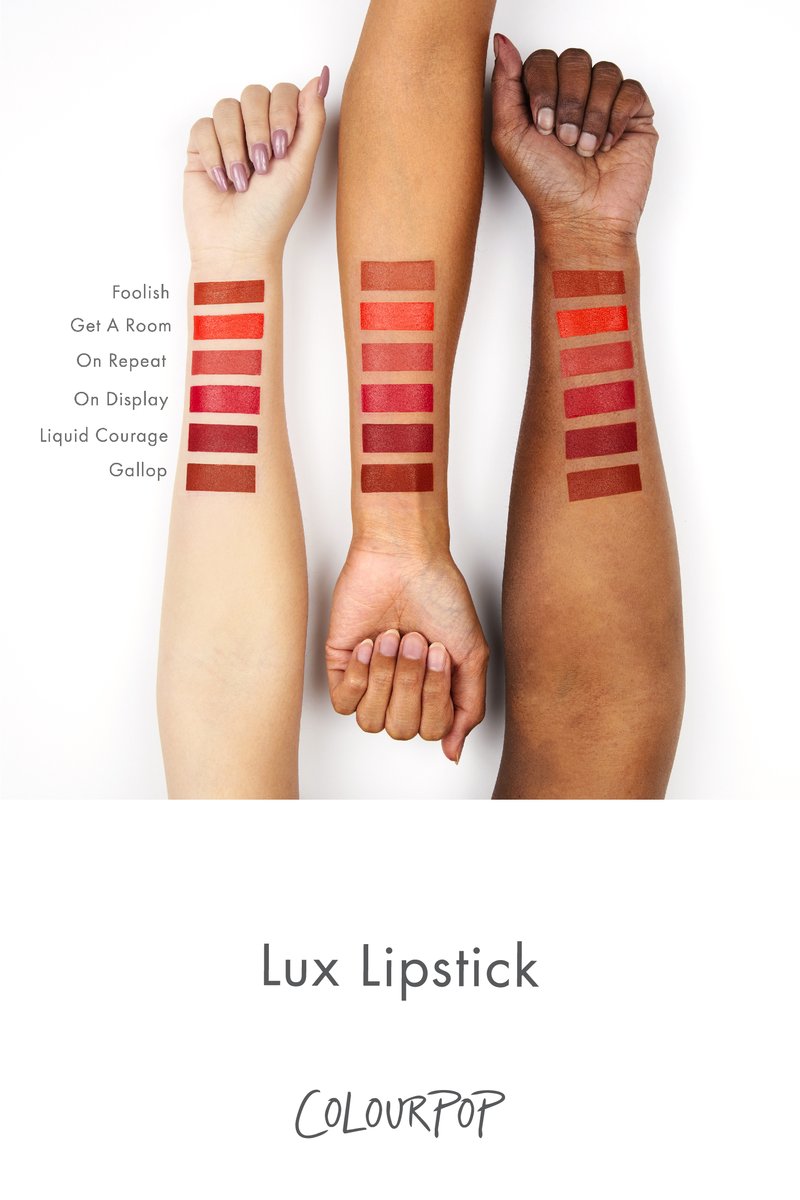 Foolish
Get A Room
On Repeat
On Display
Liquid Courage
Gallop
Lux Lipstick
COLOURPOP